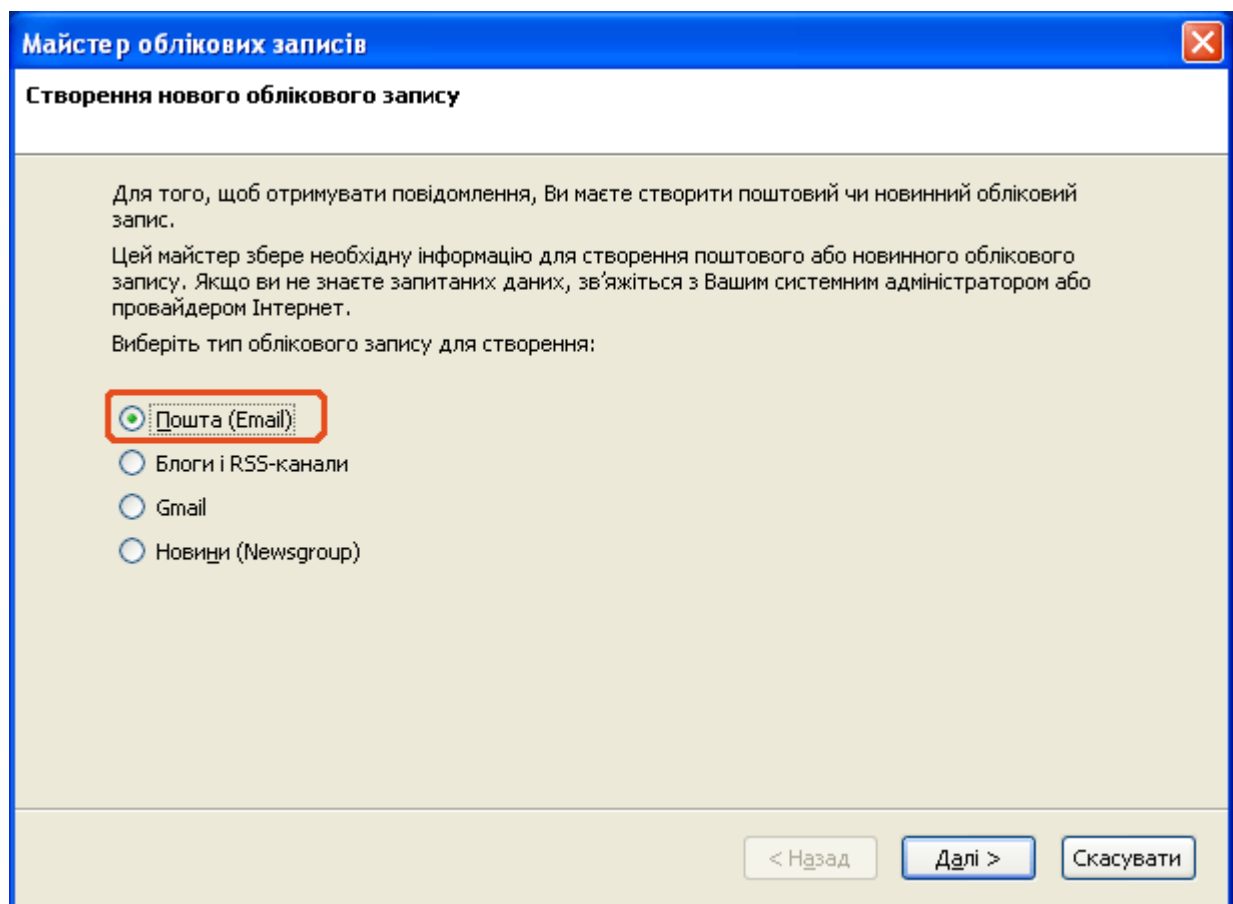 Майстер облікових записів
Створення нового облікового запису
Для того, щоб отримувати повідомлення, Ви маєте створити поштовий чи новинний обліковий
запис.
Цей майстер збере необхідну інформацію для створення поштового або новинного облікового
запису. Якщо ви не знаєте запитаних даних, зв’яжіться з Вашим системним адміністратором або
провайдером Інтернет.
Виберіть тип облікового запису для створення:
Пошта (Email)
Блоги і RSS-канали
Gmail
Новини (Newsgroup)
< Назад Далі > Скасувати